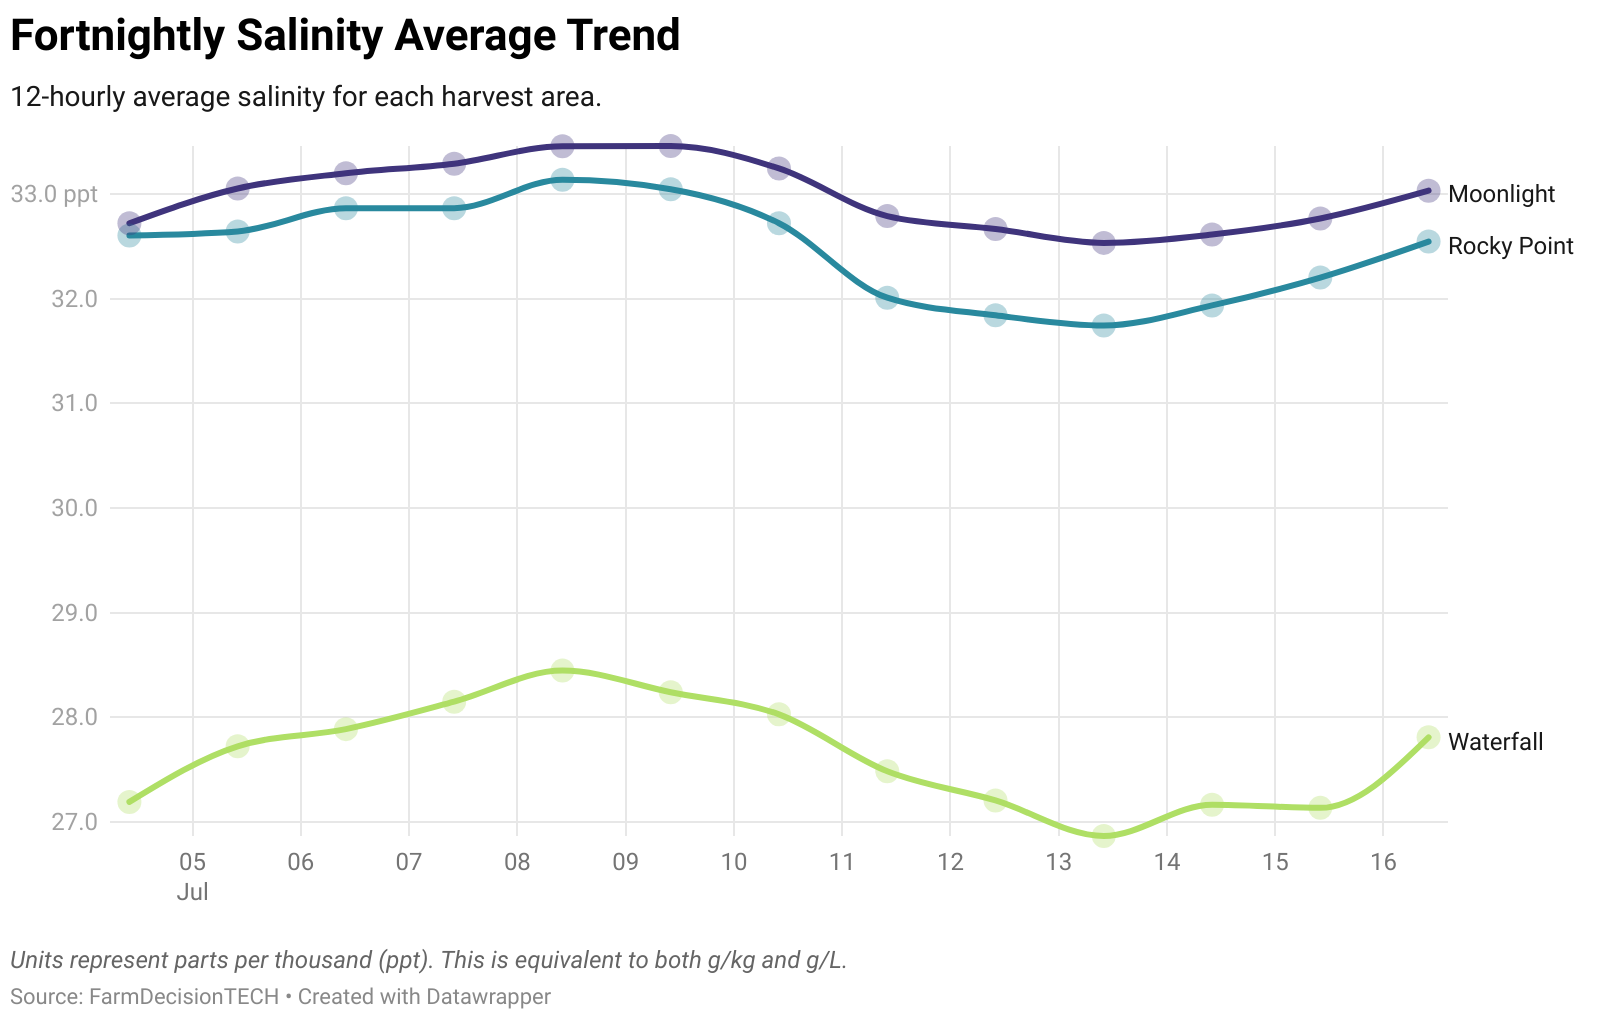 Fortnightly Salinity Average Trend
12-hourly average salinity for each harvest area.
33.0 ppt
Moonlight
Rocky Point
32.0
31.0
30.0
29.0
28.0
Waterfall
27.0
05 06 07 08 09 10 11 12 13 14 15 16
Jul
Units represent parts per thousand (ppt). This is equivalent to both g/kg and g/L.
Source: FarmDecisionTECH • Created with Datawrapper